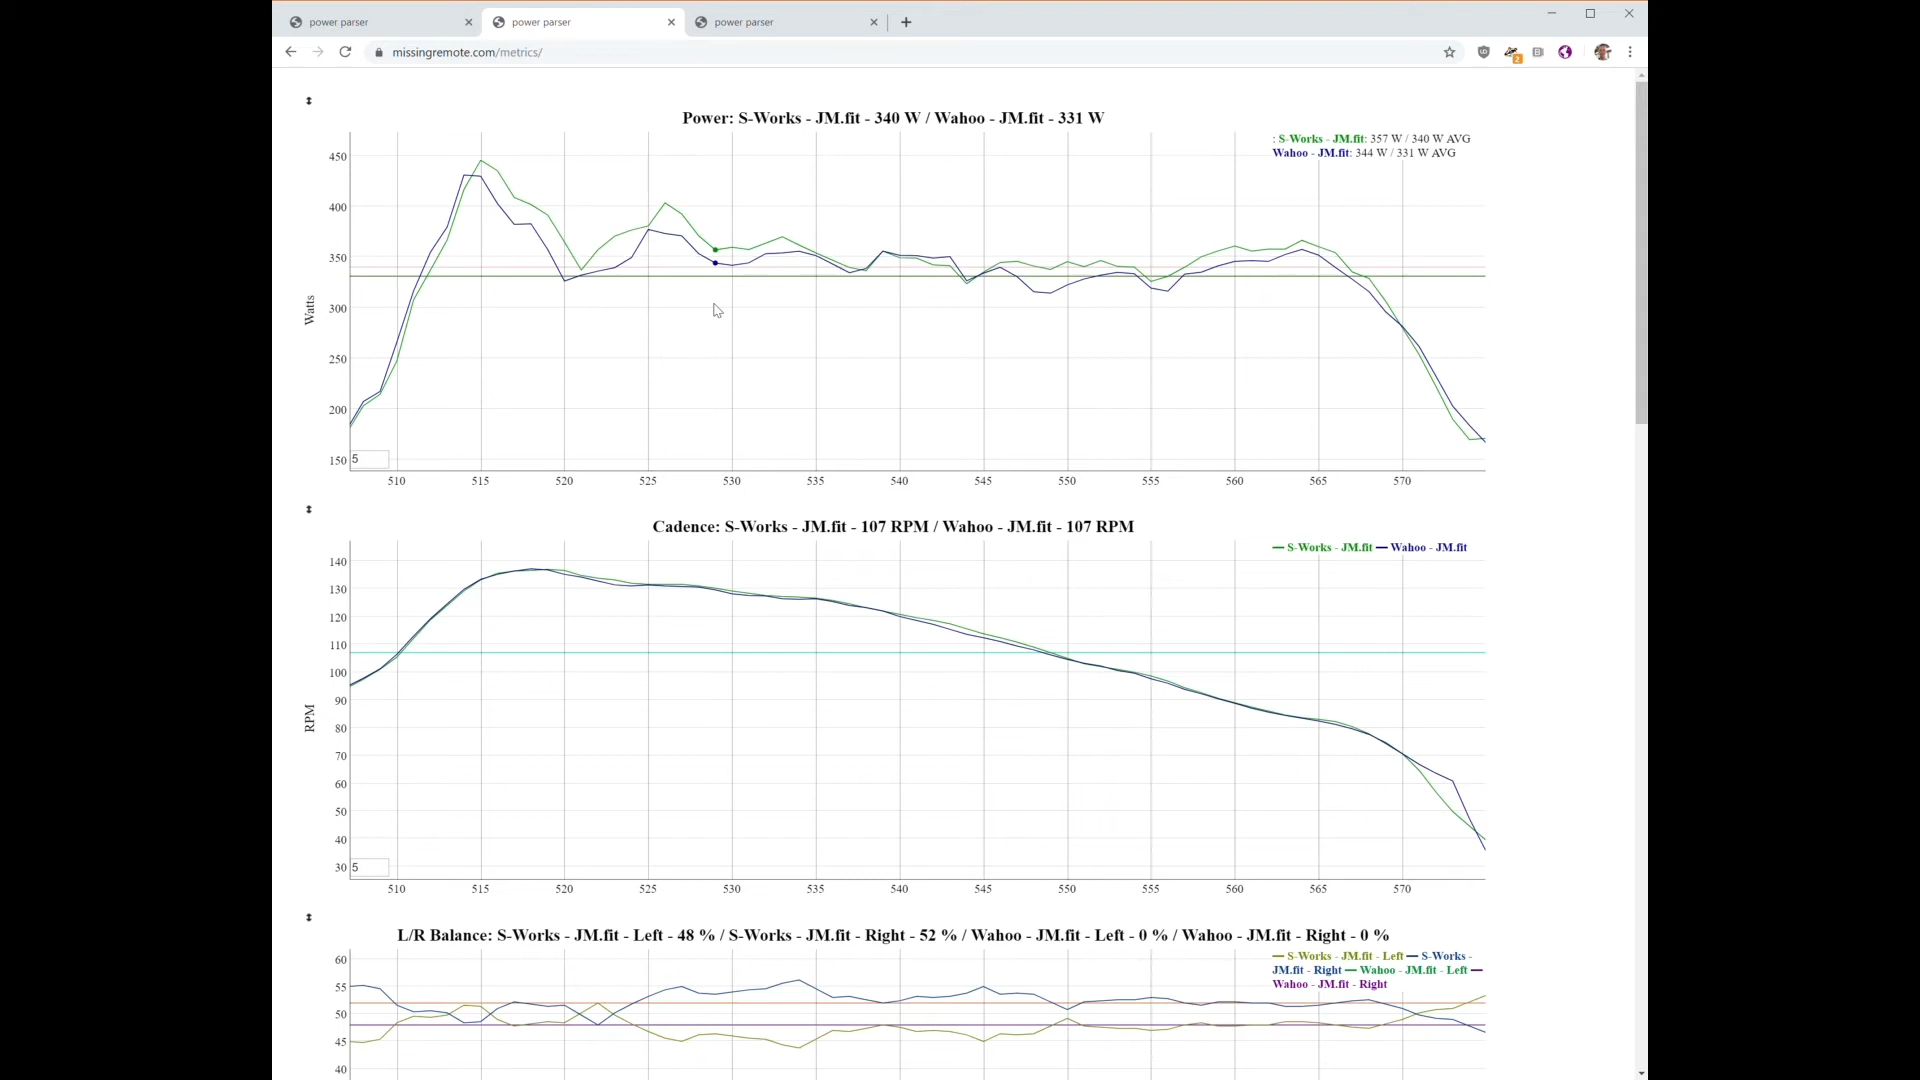 power parser
power parser
power parser
missingremote.com/metrics/
2
Power: S-Works - JM.fit - 340 W / Wahoo - JM.fit - 331 W
: S-Works - JM.fit: 357 W / 340 W AVG
Wahoo - JM.fit: 344 W / 331 W AVG
450
400
350
300
250
200
150
Watts
5
510 515 520 525 530 535 540 545 550 555 560 565 570
Cadence: S-Works - JM.fit - 107 RPM / Wahoo - JM.fit - 107 RPM
S-Works - JM.fit Wahoo - JM.fit
140
130
120
110
100
90
80
70
60
50
40
30
RPM
5
510 515 520 525 530 535 540 545 550 555 560 565 570
L/R Balance: S-Works - JM.fit - Left - 48 % / S-Works - JM.fit - Right - 52 % / Wahoo - JM.fit - Left - 0 % / Wahoo - JM.fit - Right - 0 %
S-Works - JM.fit - Left S-Works -
JM.fit - Right Wahoo - JM.fit - Left
Wahoo - JM.fit - Right
60
55
50
45
40